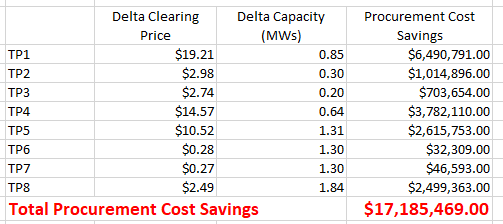 Delta Clearing Delta Capacity Procurement Cost
Price (MWs) Savings
TP1 $19.21 0.85 $6,490,791.00
TP2 $2.98 0.30 $1,014,896.00
TP3 $2.74 0.20 $703,654.00
TP4 $14.57 0.64 $3,782,110.00
TP5 $10.52 1.31 $2,615,753.00
TP6 $0.28 1.30 $32,309.00
TP7 $0.27 1.30 $46,593.00
TP8 $2.49 1.84 $2,499,363.00
Total Procurement Cost Savings $17,185,469.00